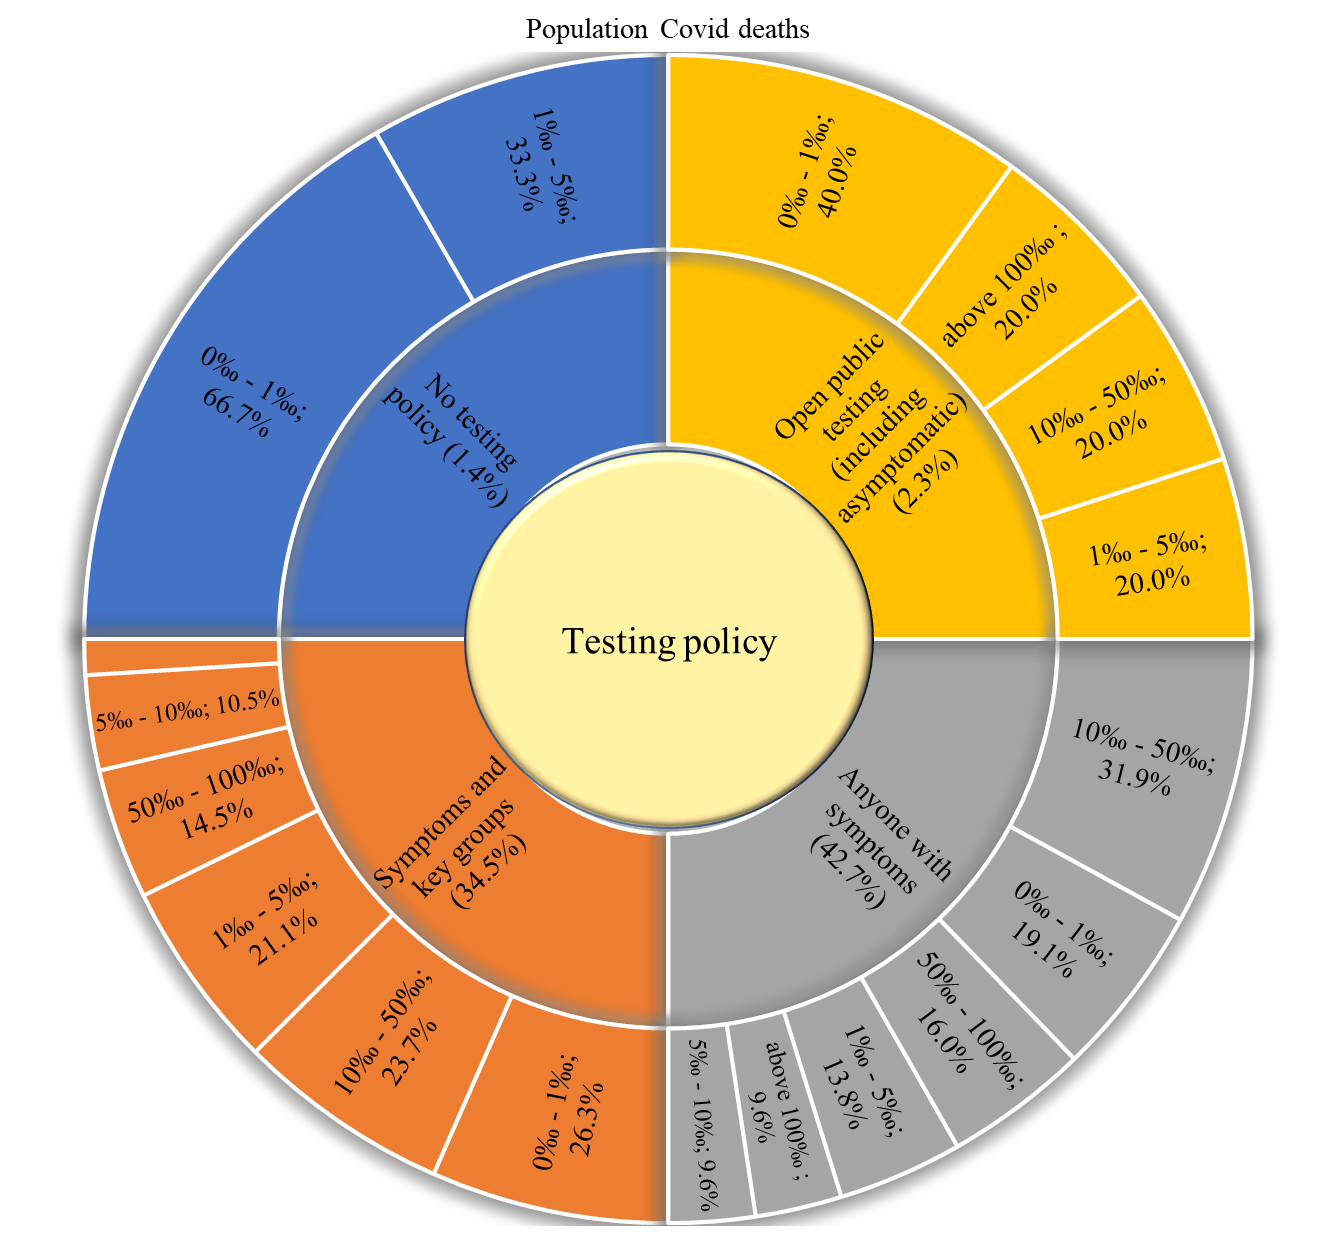 Population Covid deaths
1‰ - 5‰;
33.3%
0‰ - 1‰;
66.7%
No testing
policy (1.4%)
0‰ - 1‰;
40.0%
above 100‰ ;
20.0%
10‰ - 50‰;
20.0%
1‰ - 5‰;
20.0%
Open public
testing
(including
asymptomatic)
(2.3%)
Testing policy
10‰ - 50‰;
31.9%
0‰ - 1‰;
19.1%
50‰ - 100‰;
16.0%
1‰ - 5‰;
13.8%
above 100‰ ;
9.6%
5‰ - 10‰; 9.6%
Anyone with
symptoms
(42.7%)
0‰ - 1‰;
26.3%
10‰ - 50‰;
23.7%
1‰ - 5‰;
21.1%
50‰ - 100‰;
14.5%
5‰ - 10‰; 10.5%
Symptoms and
key groups
(34.5%)